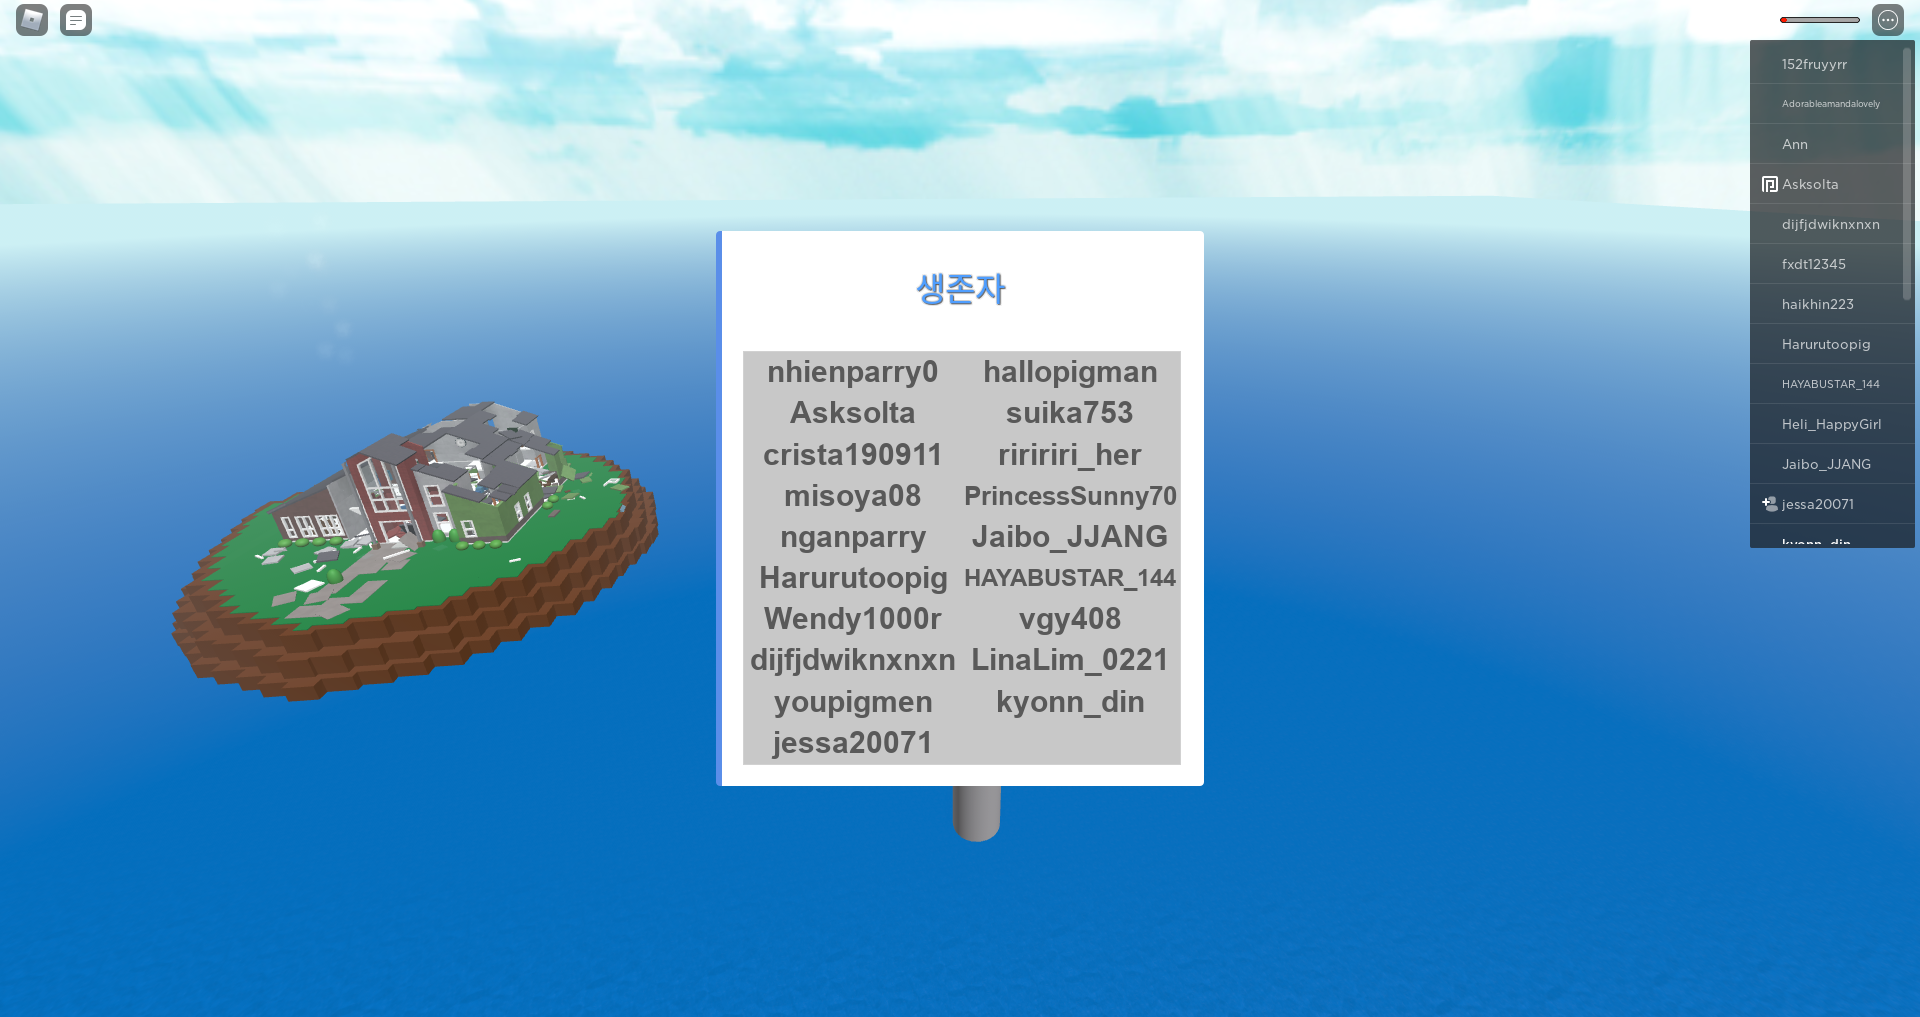 생존자
nhienparry0 hallopigman
Asksolta suika753
crista190911 riririri_her
misoya08 PrincessSunny70
nganparry Jaibo_JJANG
Harurutoopig HAYABUSTAR_144
Wendy1000r vgy408
dijfjdwiknxnxn LinaLim_0221
youpigmen kyonn_din
jessa20071
152fruyyrr
Adorableamandalovely
Ann
Asksolta
dijfjdwiknxnxn
fxdt12345
haikhin223
Harurutoopig
HAYABUSTAR_144
Heli_HappyGirl
Jaibo_JJANG
jessa20071
kyonn_din